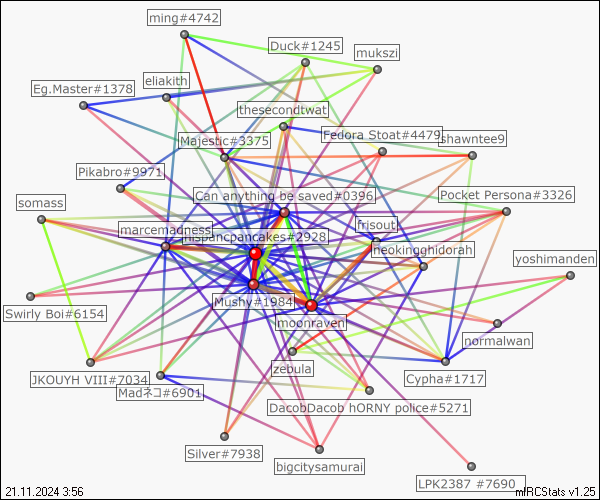 ming#4742
Duck#1245
mukszi
eliakith
Eg.Master#1378
thesecondtwat
Fedora Stoat#4479
shawntee9
Majestic#3375
Pikabro#9971
Can anything be saved#0396
Pocket Persona#3326
somass
marcemadness
frisout
hispancpancakes#2928
neokingghidorah
yoshimanden
Mushy#1984
Swirly Boi#6154
moonraven
normalwan
zebula
JKOUYH VIII#7034
Cypha#1717
Madネコ#6901
DacobDacob hORNY police#5271
Silver#7938
bigcitysamurai
LPK2387 #7690
21.11.2024 3:56
mIRCStats v1.25